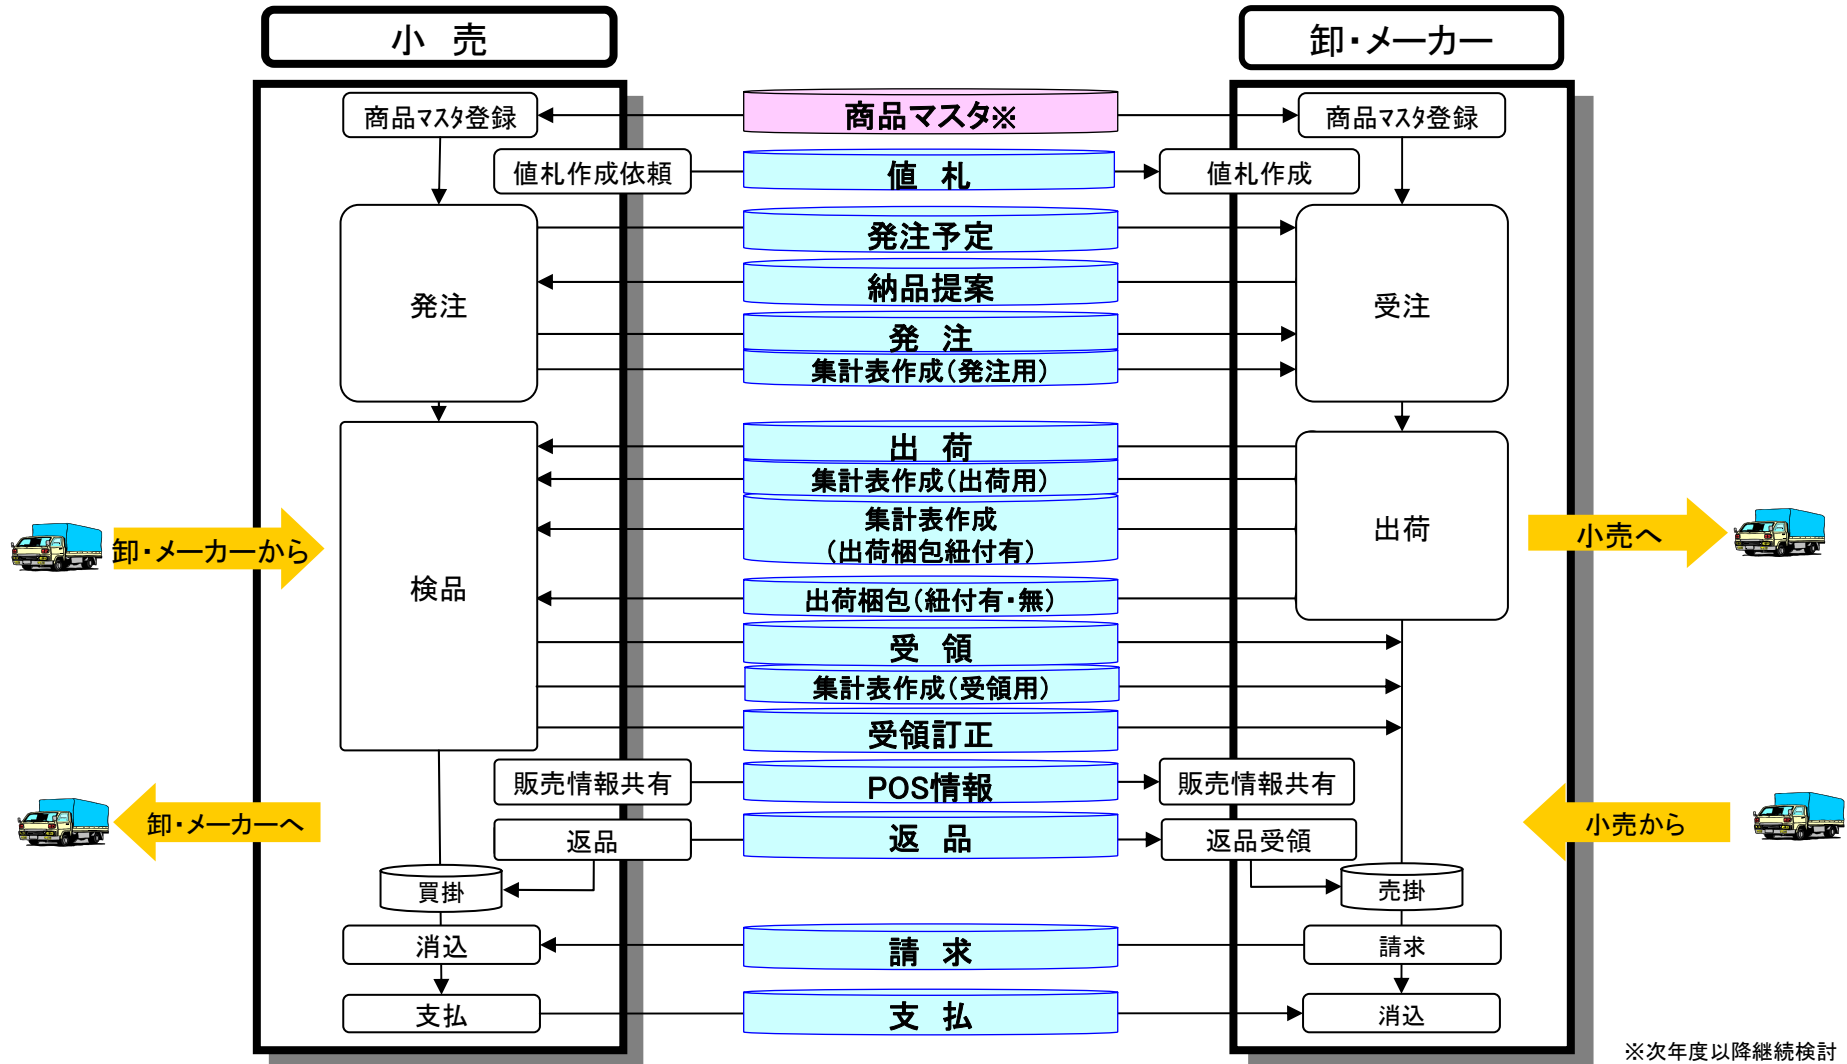 小　売
卸・メーカー
商品ﾏｽﾀ登録
商品マスタ※
商品ﾏｽﾀ登録
値札作成依頼
値　札
値札作成
発注予定
納品提案
発注
発　注
受注
集計表作成（発注用）
出　荷
集計表作成（出荷用）
集計表作成
（出荷梱包紐付有）
出荷
卸・メーカーから
小売へ
検品
出荷梱包（紐付有・無）
受　領
集計表作成（受領用）
受領訂正
販売情報共有
POS情報
販売情報共有
卸・メーカーへ
返品
返　品
返品受領
小売から
買掛
売掛
消込
請　求
請求
支払
支　払
消込
※次年度以降継続検討